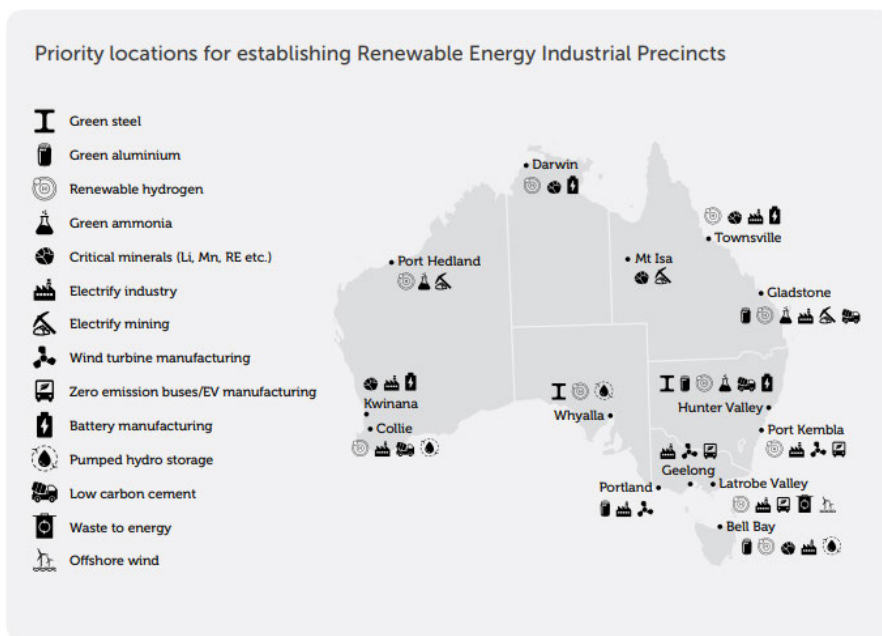 Priority locations for establishing Renewable Energy Industrial Precincts
Green steel
Green aluminium
Renewable hydrogen
Green ammonia
Critical minerals (Li, Mn, RE etc.)
Electrify industry
Electrify mining
Wind turbine manufacturing
Zero emission buses/EV manufacturing
Battery manufacturing
Pumped hydro storage
Low carbon cement
Waste to energy
Offshore wind
Darwin
Townsville
Mt Isa
Port Hedland
Gladstone
Kwinana
Collie
Whyalla
Hunter Valley
Port Kembla
Geelong
Portland
Latrobe Valley
Bell Bay